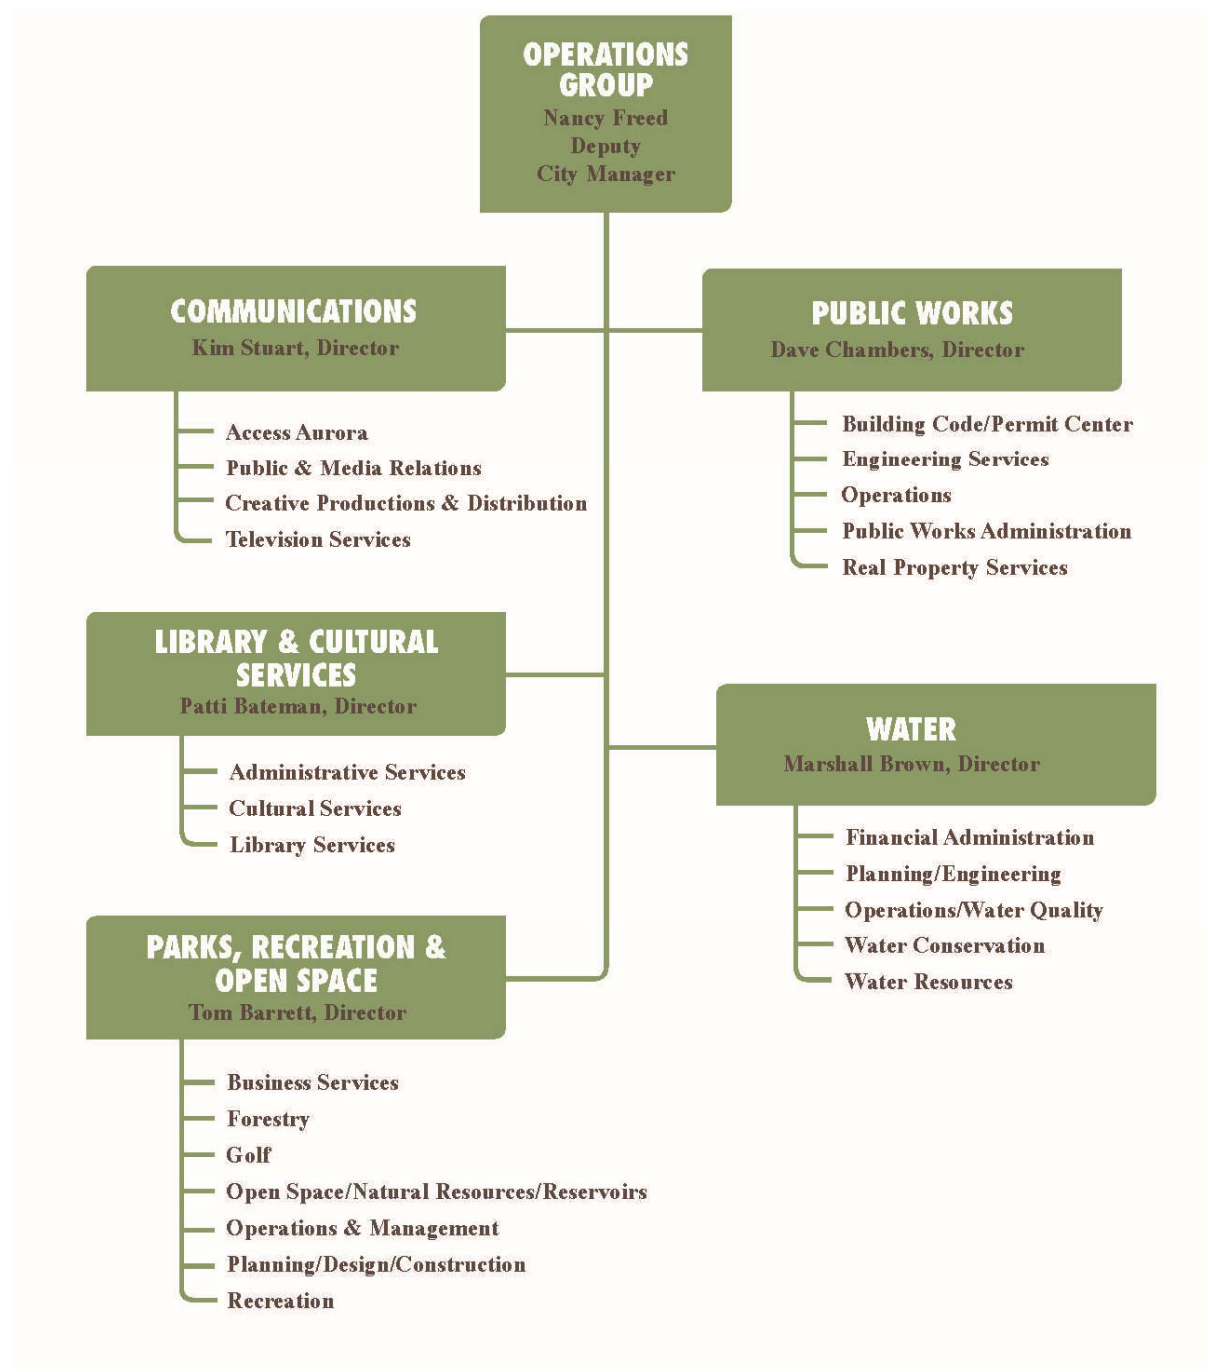 OPERATIONS
GROUP
Nancy Freed
Deputy
City Manager
COMMUNICATIONS
Kim Stuart, Director
Access Aurora
Public & Media Relations
Creative Productions & Distribution
Television Services
PUBLIC WORKS
Dave Chambers, Director
Building Code/Permit Center
Engineering Services
Operations
Public Works Administration
Real Property Services
LIBRARY & CULTURAL
SERVICES
Patti Bateman, Director
Administrative Services
Cultural Services
Library Services
WATER
Marshall Brown, Director
Financial Administration
Planning/Engineering
Operations/Water Quality
Water Conservation
Water Resources
PARKS, RECREATION &
OPEN SPACE
Tom Barrett, Director
Business Services
Forestry
Golf
Open Space/Natural Resources/Reservoirs
Operations & Management
Planning/Design/Construction
Recreation